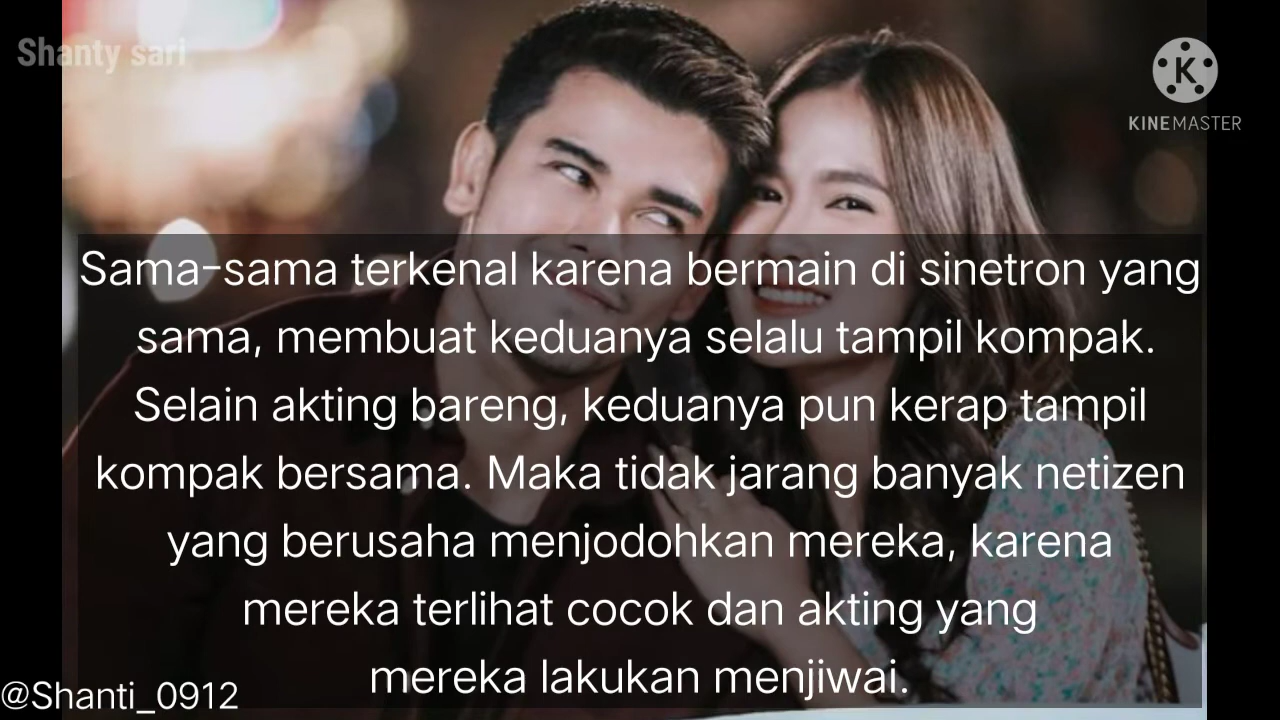 Shanty sari
K
KINEMASTER
Sama-sama terkenal karena bermain di sinetron yang
sama, membuat keduanya selalu tampil kompak.
Selain akting bareng, keduanya pun kerap tampil
kompak bersama. Maka tidak jarang banyak netizen
yang berusaha menjodohkan mereka, karena
mereka terlihat cocok dan akting yang
mereka lakukan menjiwai.
@Shanti_0912